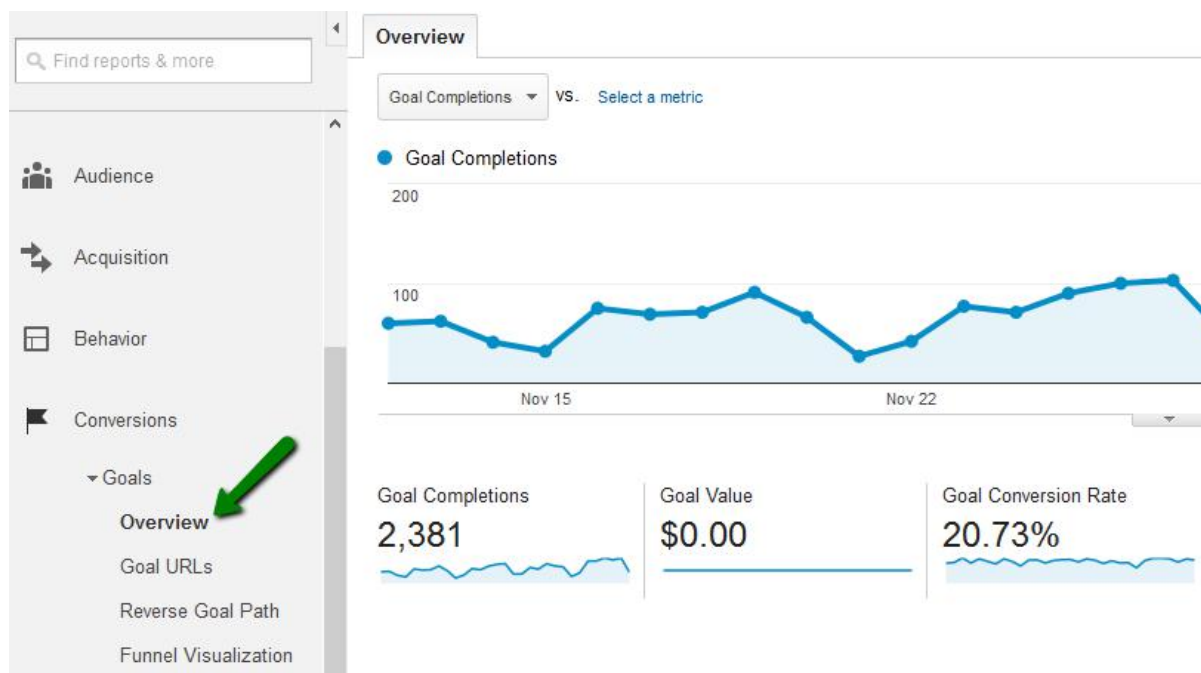 Find reports & more
Audience
Acquisition
Behavior
Conversions
Goals
Overview
Goal URLs
Reverse Goal Path
Funnel Visualization
Overview
Goal Completions vs. Select a metric
Goal Completions
200
100
Nov 15 Nov 22
Goal Completions Goal Value Goal Conversion Rate
2,381 $0.00 20.73%